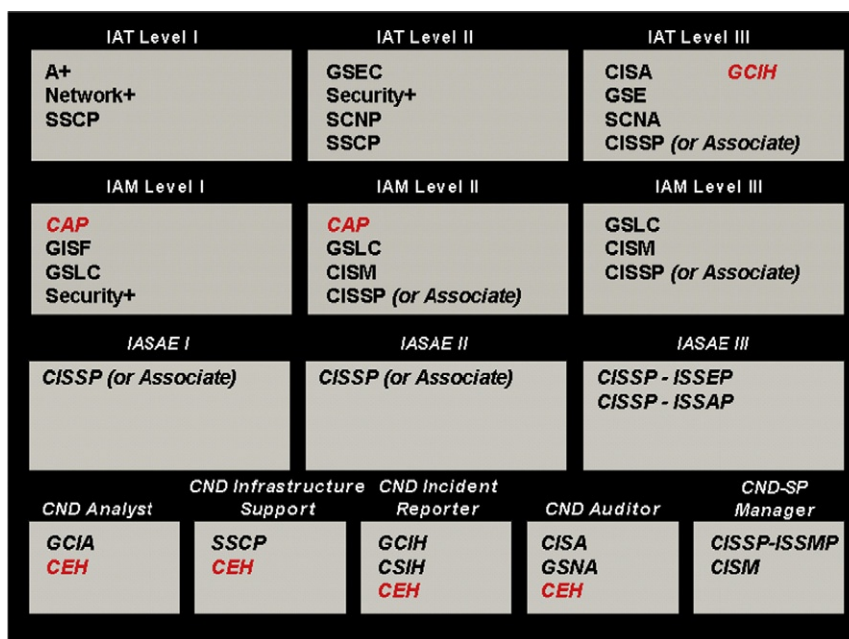 IAT Level I
A+
Network+
SSCP
IAT Level II
GSEC
Security+
SCNP
SSCP
IAT Level III
CISA GCIH
GSE
SCNA
CISSP (or Associate)
IAM Level I
CAP
GISF
GSLC
Security+
IAM Level II
CAP
GSLC
CISM
CISSP (or Associate)
IAM Level III
GSLC
CISM
CISSP (or Associate)
IASAE I
CISSP (or Associate)
IASAE II
CISSP (or Associate)
IASAE III
CISSP - ISSEP
CISSP - ISSAP
CND Analyst
GCIA
CEH
CND Infrastructure
Support
SSCP
CEH
CND Incident
Reporter
GCIH
CSIH
CEH
CND Auditor
CISA
GSNA
CEH
CND-SP
Manager
CISSP-ISSMP
CISM